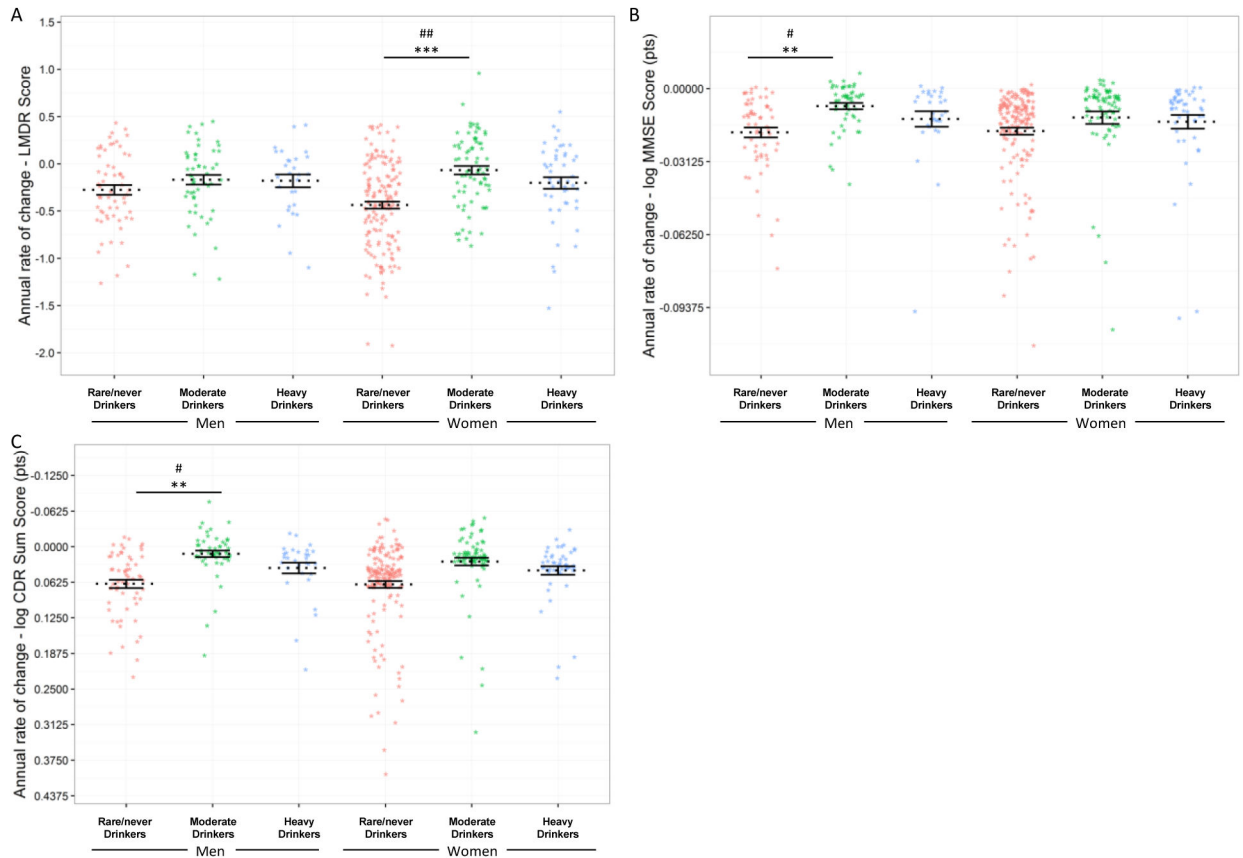 A
Annual rate of change - LMDR Score
1.5
1.0
0.5
0.0
-0.5
-1.0
-1.5
-2.0
##
***
Rare/never Drinkers
Moderate Drinkers
Heavy Drinkers
Rare/never Drinkers
Moderate Drinkers
Heavy Drinkers
Men
Women
B
Annual rate of change - log MMSE Score (pts)
0.00000
-0.03125
-0.06250
-0.09375
#
**
Rare/never Drinkers
Moderate Drinkers
Heavy Drinkers
Rare/never Drinkers
Moderate Drinkers
Heavy Drinkers
Men
Women
C
Annual rate of change - log CDR Sum Score (pts)
-0.1250
-0.0625
0.0000
0.0625
0.1250
0.1875
0.2500
0.3125
0.3750
0.4375
#
**
Rare/never Drinkers
Moderate Drinkers
Heavy Drinkers
Rare/never Drinkers
Moderate Drinkers
Heavy Drinkers
Men
Women